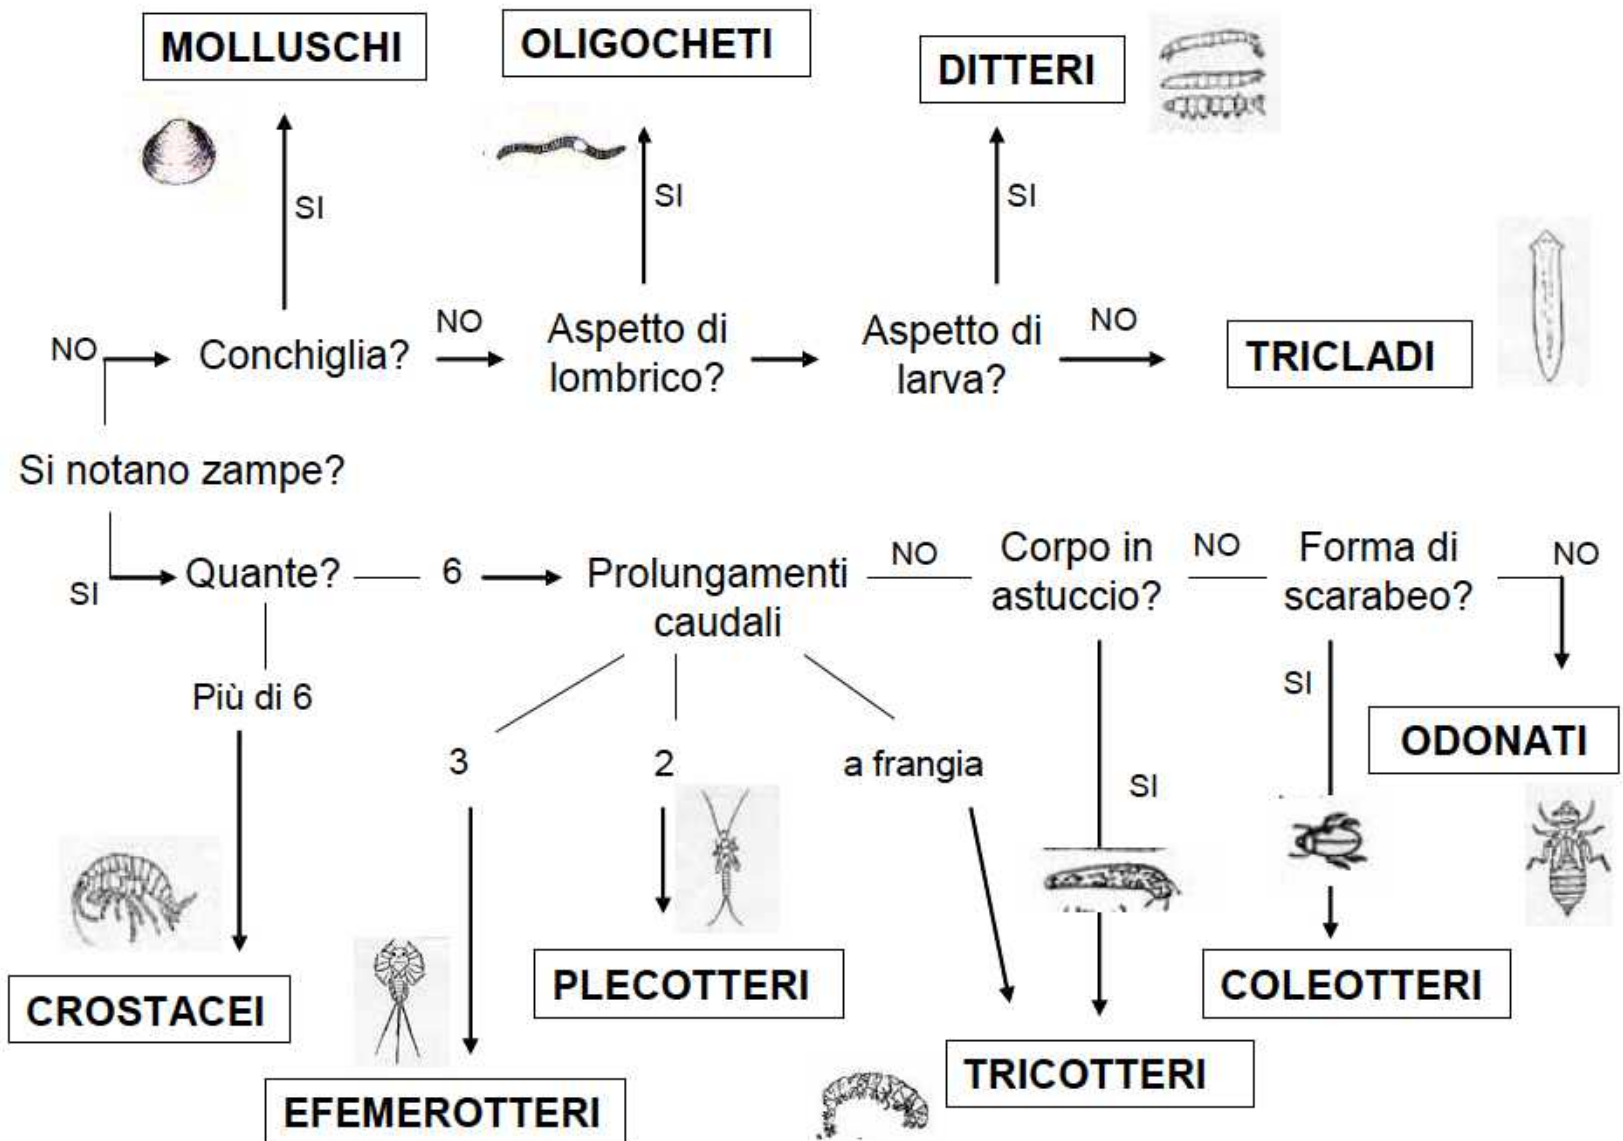 MOLLUSCHI
OLIGOCHETI
DITTERI
SI
SI
SI
NO
Conchiglia?
NO
Aspetto di
lombrico?
Aspetto di
larva?
NO
TRICLADI
Si notano zampe?
SI
Quante?
6
Prolungamenti
caudali
NO
Corpo in
astuccio?
NO
Forma di
scarabeo?
NO
Più di 6
3
2
a frangia
SI
SI
ODONATI
CROSTACEI
PLECOTTERI
COLEOTTERI
EFEMEROTTERI
TRICOTTERI